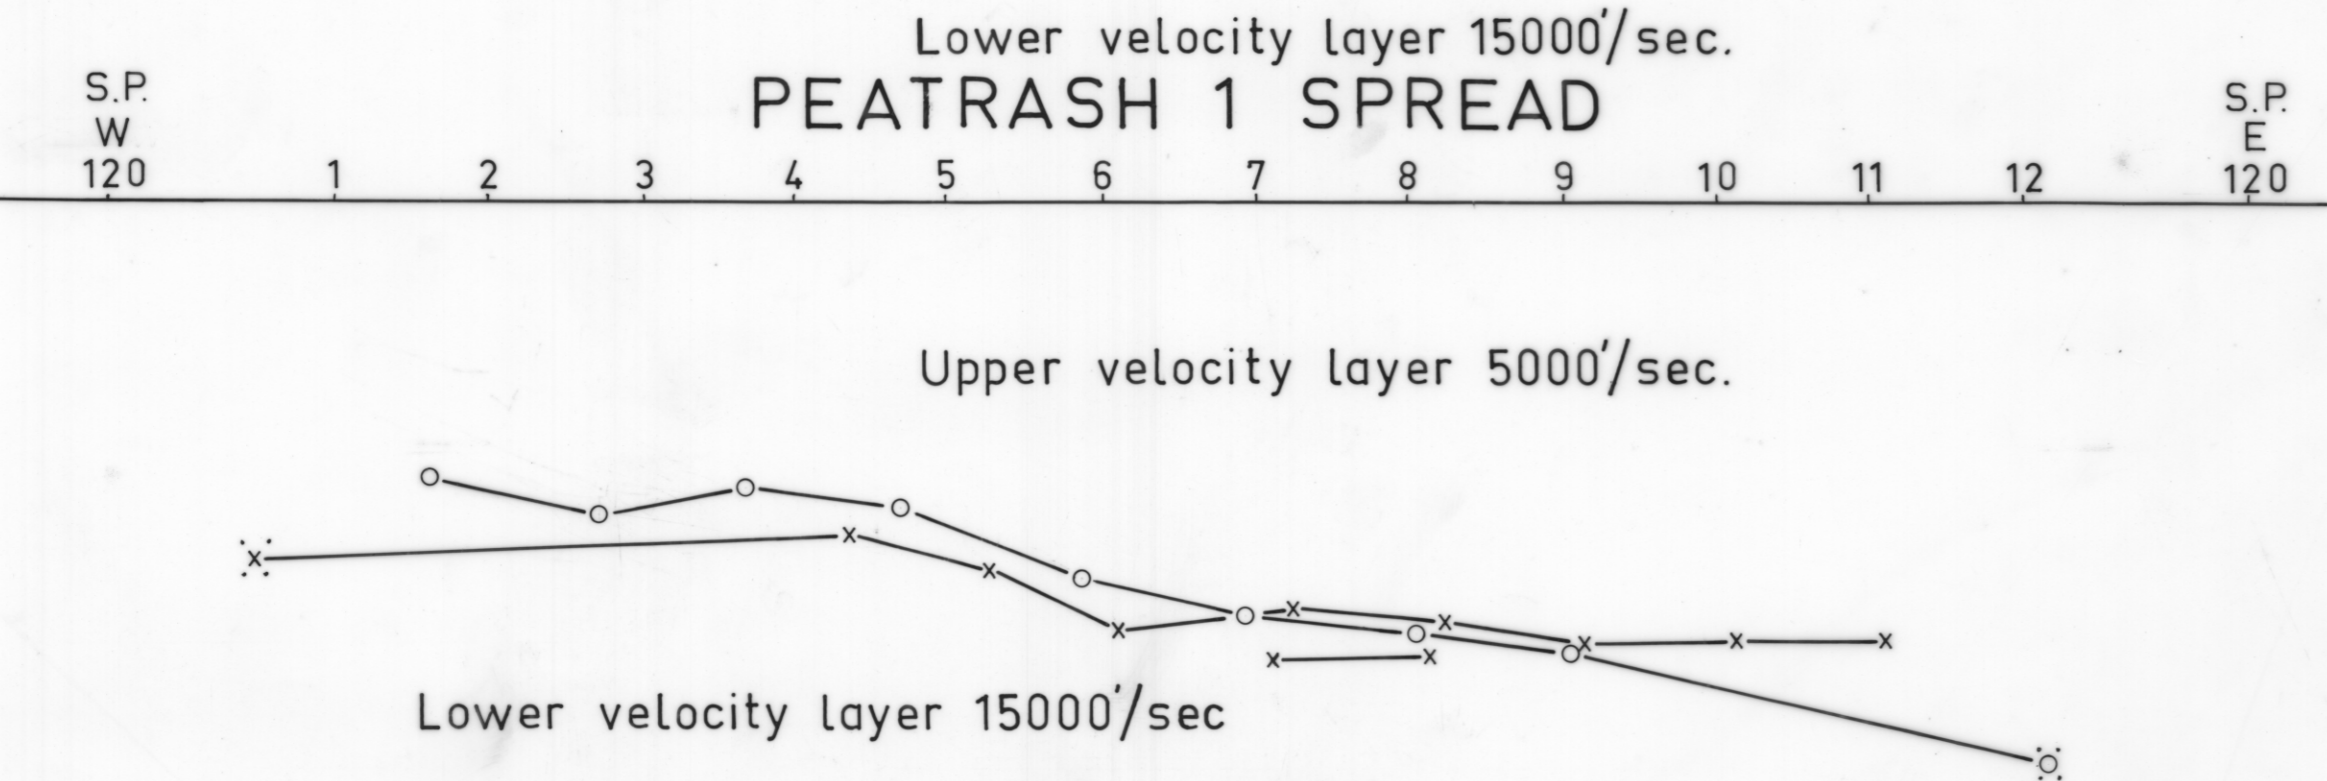 Lower velocity layer 15000'/sec.
PEATRASH 1 SPREAD
S.P. S.P.
W E
120 1 2 3 4 5 6 7 8 9 10 11 12 120
Upper velocity layer 5000'/sec.
Lower velocity layer 15000'/sec